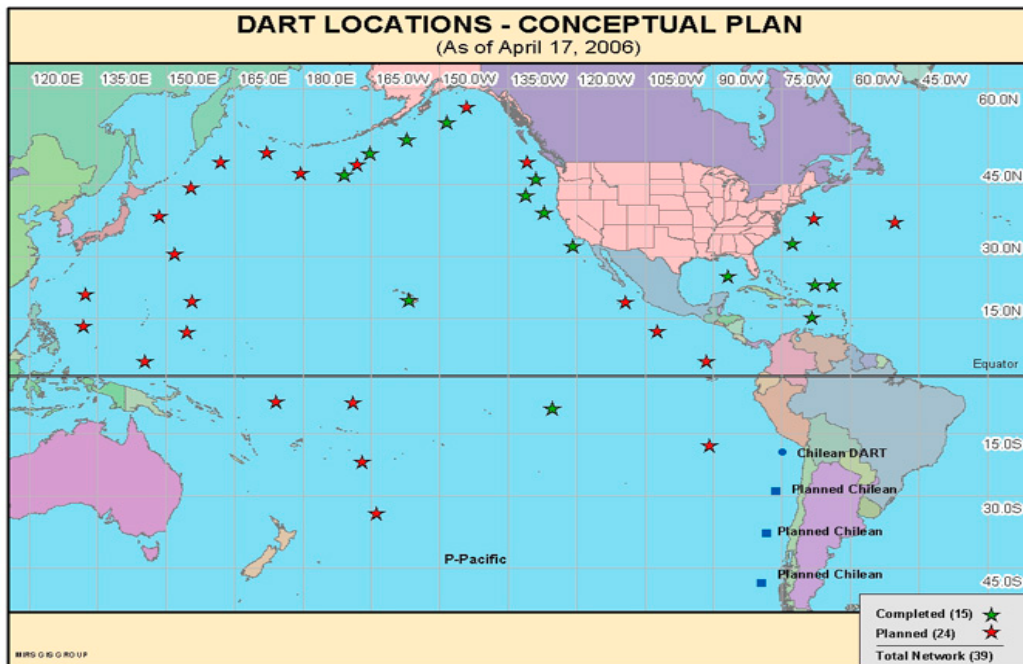 DART LOCATIONS - CONCEPTUAL PLAN
(As of April 17, 2006)
120.0E 135.0E 150.0E 165.0E 180.0E 165.0W 150.0W 135.0W 120.0W 105.0W 90.0W 75.0W 60.0W 45.0W
60.0N
45.0N
30.0N
15.0N
Equator
15.0S
Chilean DART
Planned Chilean
30.0S
Planned Chilean
P-Pacific
Planned Chilean
45.0S
Completed (15)
Planned (24)
Total Network (39)
MIRS GIS GROUP